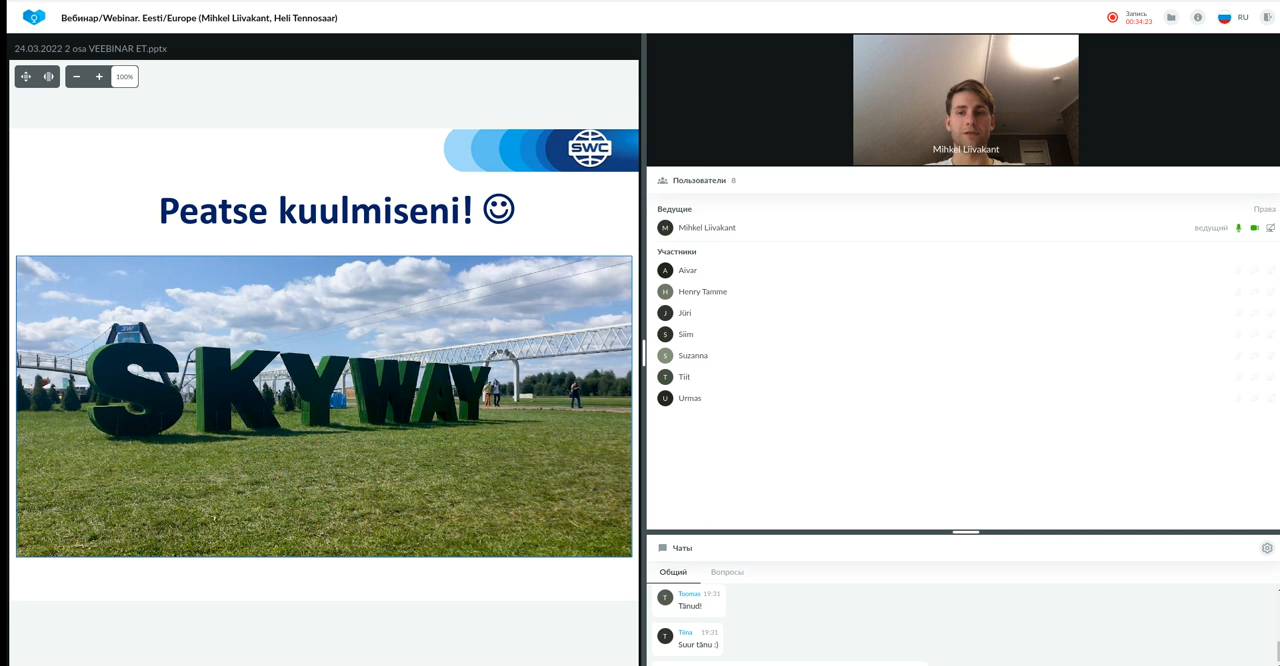 Вебинар/Webinar. Eesti/Europe (Mihkel Liivakant, Heli Tennosaar)
Запись
00:34:23
RU
24.03.2022 2 osa VEEBINAR ET.pptx
100%
SWC
Peatse kuulmiseni! ☺
SW
SKYWAY
Mihkel Liivakant
Пользователи 8
Ведущие Права
M Mihkel Liivakant ведущий
Участники
A Aivar
H Henry Tamme
J Jüri
S Siim
S Suzanna
T Tiit
U Urmas
Чаты
Общий Вопросы
T Toomas 19:31
Tänud!
T Tiina 19:31
Suur tänu :)